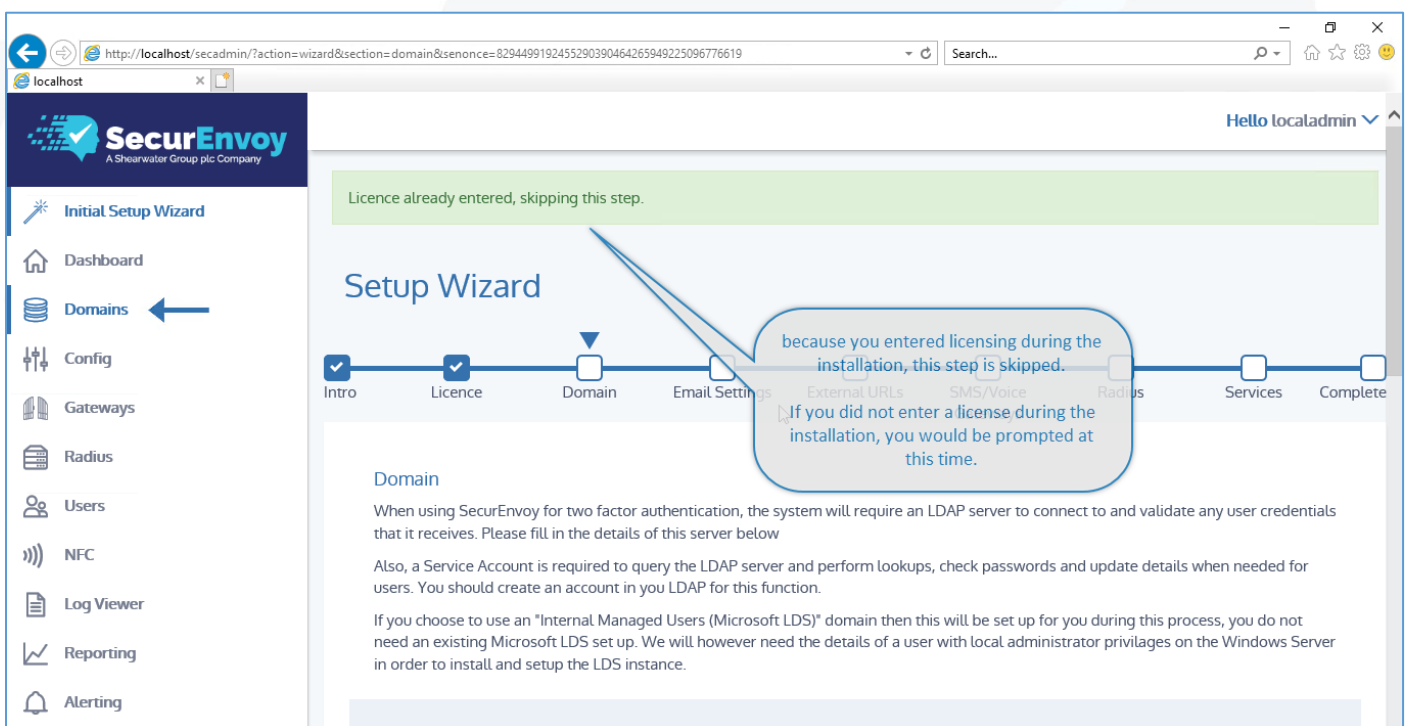 http://localhost/secadmin/?action=wizard&section=domain&senonce=8294499192455290390464265949225096776619
Search...
localhost
SecurEnvoy
A Shearwater Group plc Company
Hello localadmin
Initial Setup Wizard
Dashboard
Domains
Config
Gateways
Radius
Users
NFC
Log Viewer
Reporting
Alerting
Licence already entered, skipping this step.
Setup Wizard
because you entered licensing during the
installation, this step is skipped.
If you did not enter a license during the
installation, you would be prompted at
this time.
Intro Licence Domain Email Settings External URLs SMS/Voice Radius Services Complete
Domain
When using SecurEnvoy for two factor authentication, the system will require an LDAP server to connect to and validate any user credentials
that it receives. Please fill in the details of this server below
Also, a Service Account is required to query the LDAP server and perform lookups, check passwords and update details when needed for
users. You should create an account in you LDAP for this function.
If you choose to use an "Internal Managed Users (Microsoft LDS)" domain then this will be set up for you during this process, you do not
need an existing Microsoft LDS set up. We will however need the details of a user with local administrator privilages on the Windows Server
in order to install and setup the LDS instance.